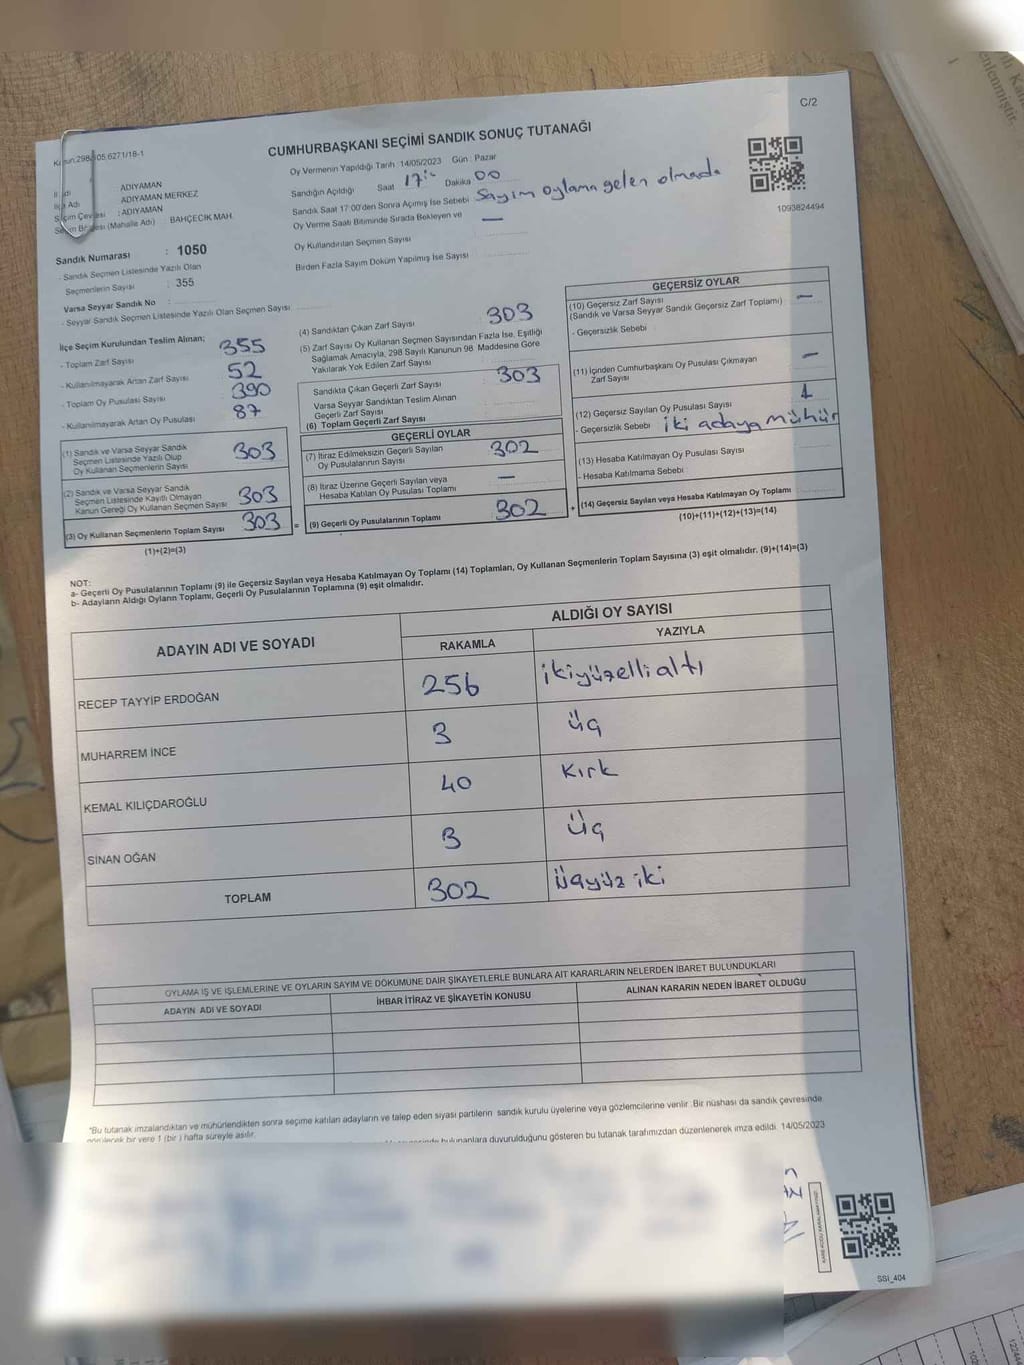 C/2
CUMHURBAŞKANI SEÇİMİ SANDIK SONUÇ TUTANAĞI
Oy Vermenin Yapıldığı Tarih :14/05/2023 Gün : Pazar
Sandığın Açıldığı Saat 17 Dakika 00
Sandık Saat 17:00'den Sonra Açımış İse Sebebi Sayım oylama gelen olmadı
Oy Verme Saati Bitiminde Sırada Bekleyen ve —
Oy Kullandırılan Seçmen Sayısı
Birden Fazla Sayım Döküm Yapılmış İse Sayısı
1093824494
ADIYAMAN
İlçe Adı ADIYAMAN MERKEZ
Seçim Çevresi : ADIYAMAN
(Mahalle Adı) : BAHÇECİK MAH.
Sandık Numarası : 1050
- Sandık Seçmen Listesinde Yazılı Olan
Seçmenlerin Sayısı : 355
Varsa Seyyar Sandık No :
- Seyyar Sandık Seçmen Listesinde Yazılı Olan Seçmen Sayısı
İlçe Seçim Kurulundan Teslim Alınan;
- Toplam Zarf Sayısı 355
- Kullanılmayarak Artan Zarf Sayısı 52
- Toplam Oy Pusulası Sayısı 390
- Kullanılmayarak Artan Oy Pusulası 87
(1) Sandık ve Varsa Seyyar Sandık
Seçmen Listesinde Yazılı Olup
Oy Kullanan Seçmenlerin Sayısı 303
(2) Sandık ve Varsa Seyyar Sandık
Seçmen Listesinde Kayıtlı Olmayan
Kanun Gereği Oy Kullanan Seçmen Sayısı 303
(3) Oy Kullanan Seçmenlerin Toplam Sayısı 303 =
(1)+(2)=(3)
(4) Sandıktan Çıkan Zarf Sayısı 303
(5) Zarf Sayısı Oy Kullanan Seçmen Sayısından Fazla İse, Eşitliği
Sağlamak Amacıyla, 298 Sayılı Kanunun 98. Maddesine Göre
Yakılarak Yok Edilen Zarf Sayısı
Sandıkta Çıkan Geçerli Zarf Sayısı 303
Varsa Seyyar Sandıktan Teslim Alınan
Geçerli Zarf Sayısı
(6) Toplam Geçerli Zarf Sayısı
GEÇERLİ OYLAR
(7) İtiraz Edilmeksizin Geçerli Sayılan
Oy Pusulalarının Sayısı 302
(8) İtiraz Üzerine Geçerli Sayılan veya
Hesaba Katılan Oy Pusulası Toplamı —
(9) Geçerli Oy Pusulalarının Toplamı 302 +
GEÇERSİZ OYLAR
(10) Geçersiz Zarf Sayısı
(Sandık ve Varsa Seyyar Sandık Geçersiz Zarf Toplamı) —
- Geçersizlik Sebebi
(11) İçinden Cumhurbaşkanı Oy Pusulası Çıkmayan
Zarf Sayısı —
(12) Geçersiz Sayılan Oy Pusulası Sayısı 1
- Geçersizlik Sebebi iki adaya mühür
(13) Hesaba Katılmayan Oy Pusulası Sayısı
- Hesaba Katılmama Sebebi
(14) Geçersiz Sayılan veya Hesaba Katılmayan Oy Toplamı
(10)+(11)+(12)+(13)=(14)
NOT:
a- Geçerli Oy Pusulalarının Toplamı (9) ile Geçersiz Sayılan veya Hesaba Katılmayan Oy Toplamı (14) Toplamları, Oy Kullanan Seçmenlerin Toplam Sayısına (3) eşit olmalıdır. (9)+(14)=(3)
b- Adayların Aldığı Oyların Toplamı, Geçerli Oy Pusulalarının Toplamına (9) eşit olmalıdır.
ADAYIN ADI VE SOYADI
ALDIĞI OY SAYISI
RAKAMLA YAZIYLA
RECEP TAYYİP ERDOĞAN 256 ikiyüzellialtı
MUHARREM İNCE 3 üç
KEMAL KILIÇDAROĞLU 40 kırk
SİNAN OĞAN 3 üç
TOPLAM 302 üçyüz iki
OYLAMA İŞ VE İŞLEMLERİNE VE OYLARIN SAYIM VE DÖKÜMÜNE DAİR ŞİKAYETLERLE BUNLARA AİT KARARLARIN NELERDEN İBARET BULUNDUKLARI
ADAYIN ADI VE SOYADI İHBAR İTİRAZ VE ŞİKAYETİN KONUSU ALINAN KARARIN NEDEN İBARET OLDUĞU
*Bu tutanak imzalandıktan ve mühürlendikten sonra seçime katılan adayların ve talep eden siyasi partilerin sandık kurulu üyelerine veya gözlemcilerine verilir. Bir nüshası da sandık çevresinde
görülecek bir yere 1 (bir) hafta süreyle asılır.
bulunanlara duyurulduğunu gösteren bu tutanak tarafımızdan düzenlenerek imza edildi. 14/05/2023
SSI_404